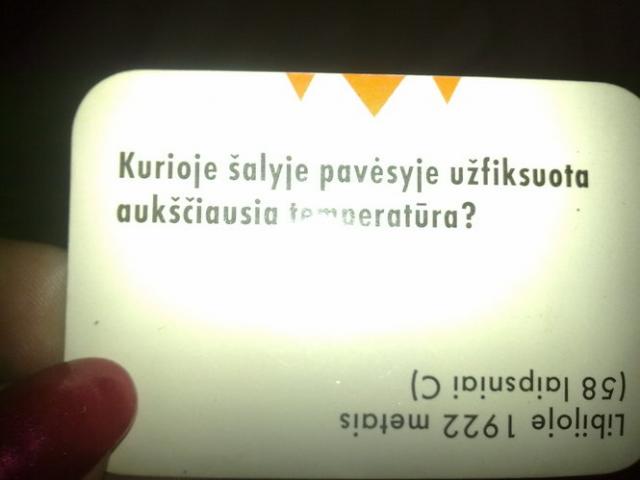 Kurioje šalyje pavėsyje užfiksuota
aukščiausia temperatūra?
Libijoje 1922 metais
(58 laipsniai C)